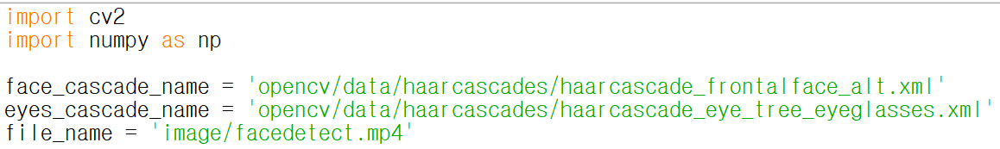 import cv2
import numpy as np
face_cascade_name = 'opencv/data/haarcascades/haarcascade_frontalface_alt.xml'
eyes_cascade_name = 'opencv/data/haarcascades/haarcascade_eye_tree_eyeglasses.xml'
file_name = 'image/facedetect.mp4'